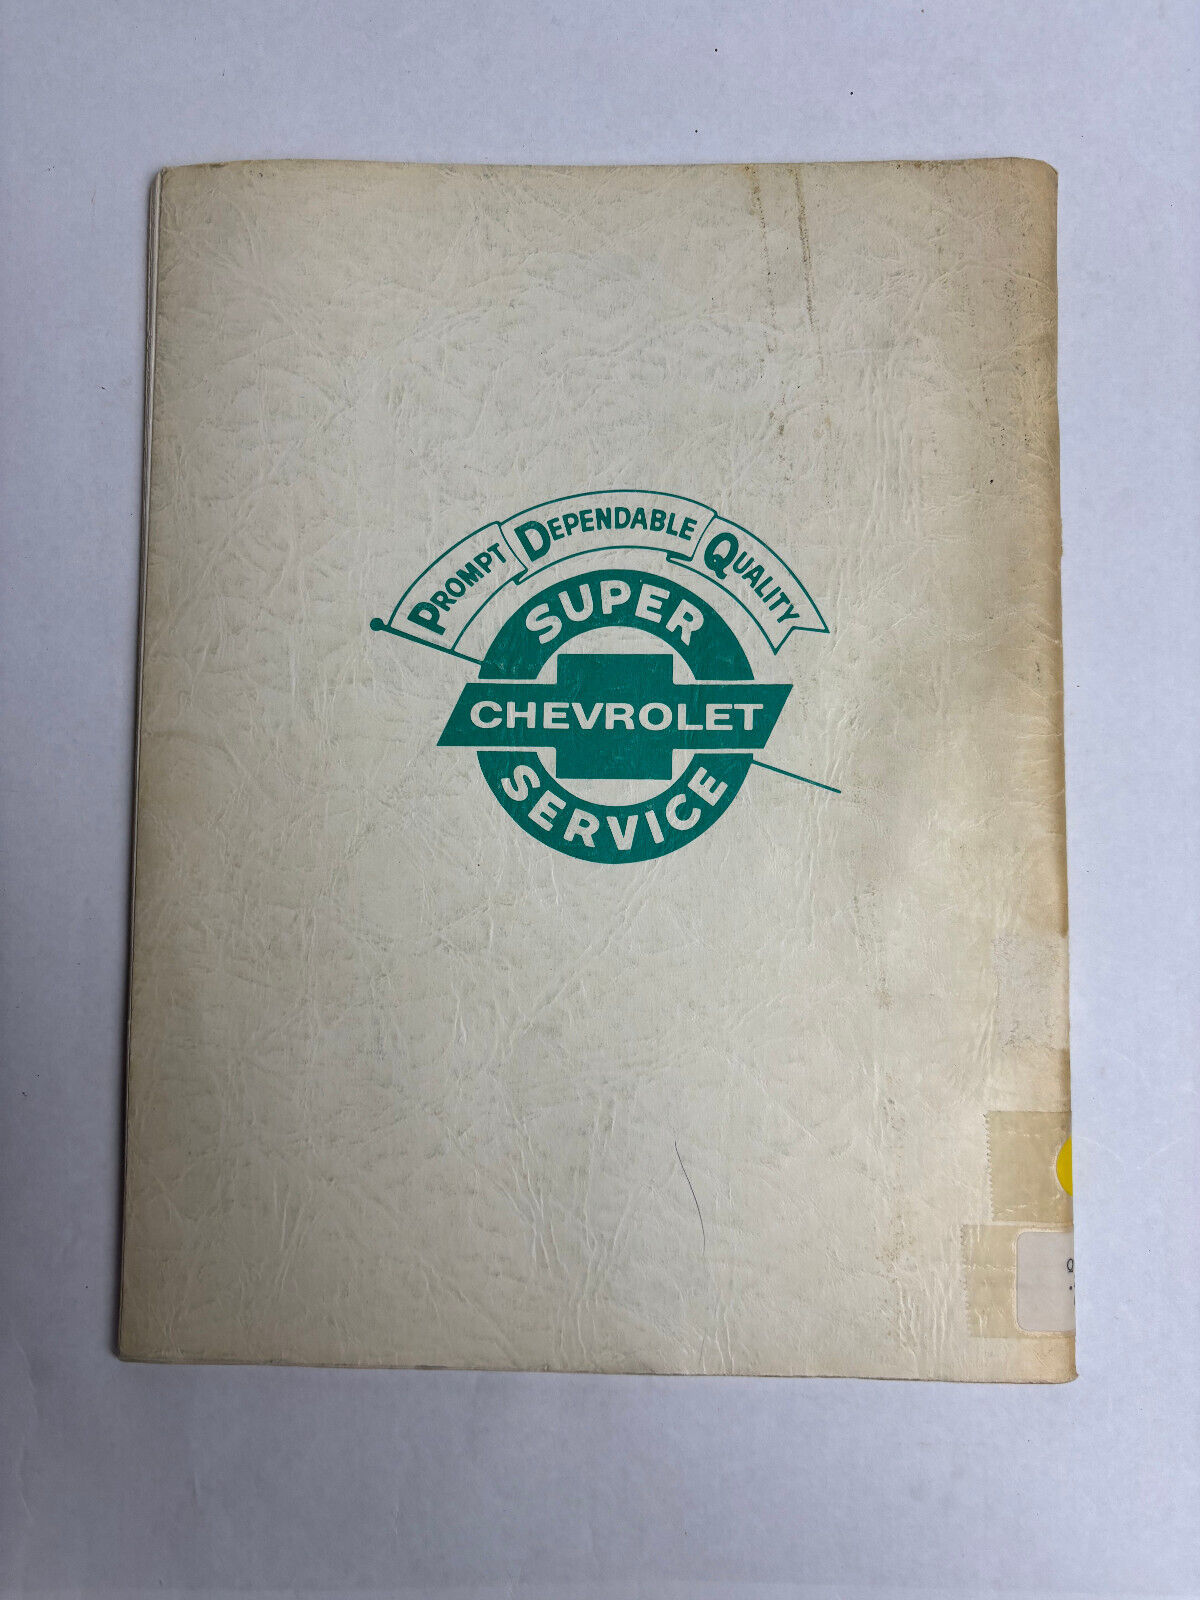 PROMPT DEPENDABLE QUALITY
SUPER
CHEVROLET
SERVICE